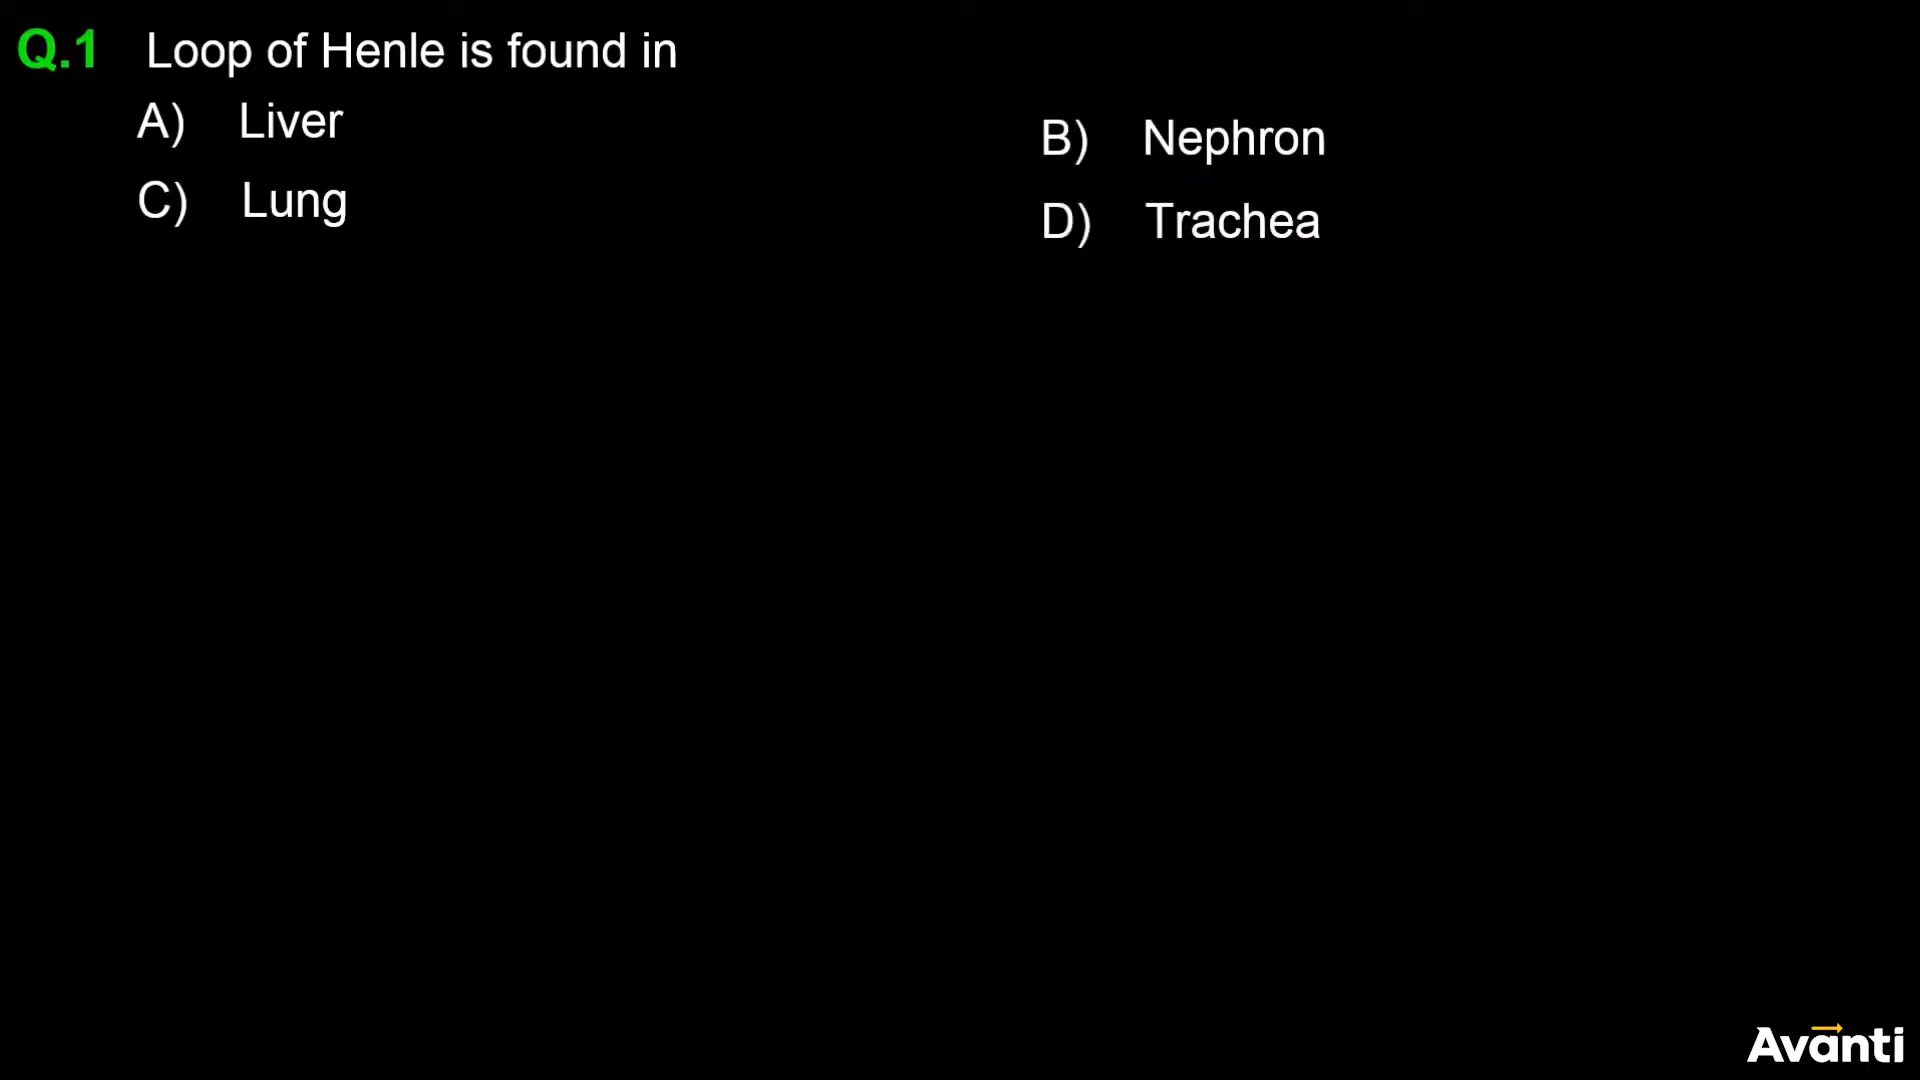 Q.1 Loop of Henle is found in
A) Liver
B) Nephron
C) Lung
D) Trachea
Avanti